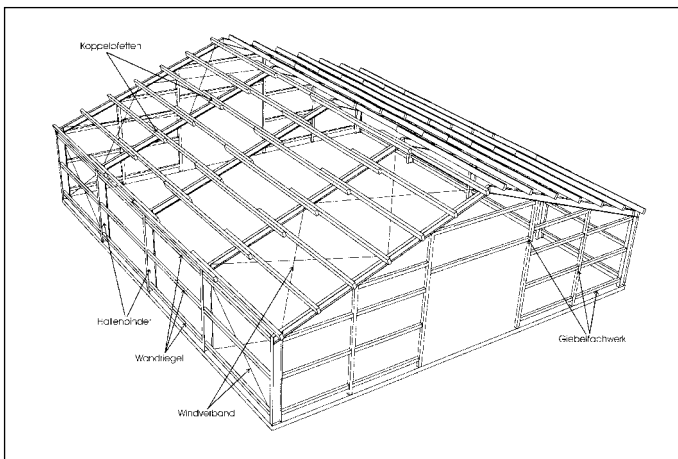 Koppelpfetten
Hallenbinder
Wandriegel
Windverband
Giebelfachwerk